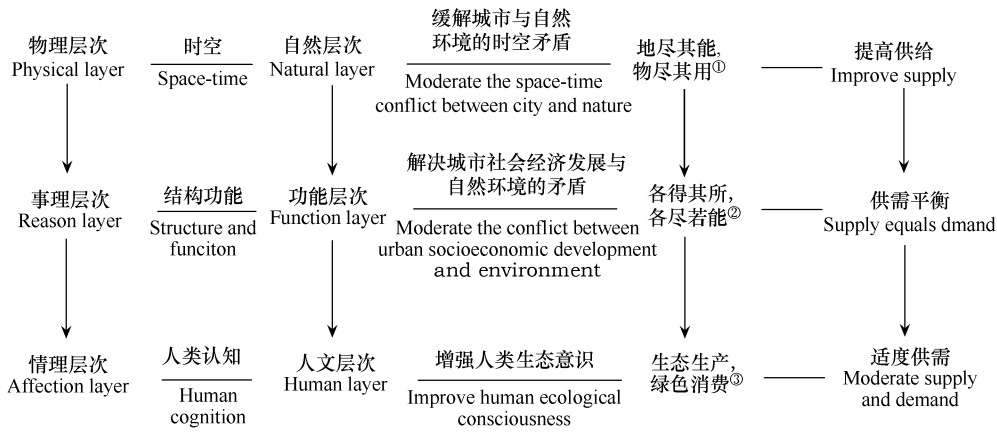 物理层次
Physical layer
时空
Space-time
自然层次
Natural layer
缓解城市与自然
环境的时空矛盾
Moderate the space-time
conflict between city and nature
地尽其能,
物尽其用①
提高供给
Improve supply
事理层次
Reason layer
结构功能
Structure and
funciton
功能层次
Function layer
解决城市社会经济发展与
自然环境的矛盾
Moderate the conflict between
urban socioeconomic development
and environment
各得其所,
各尽若能②
供需平衡
Supply equals dmand
情理层次
Affection layer
人类认知
Human
cognition
人文层次
Human layer
增强人类生态意识
Improve human ecological
consciousness
生态生产,
绿色消费③
适度供需
Moderate supply
and demand